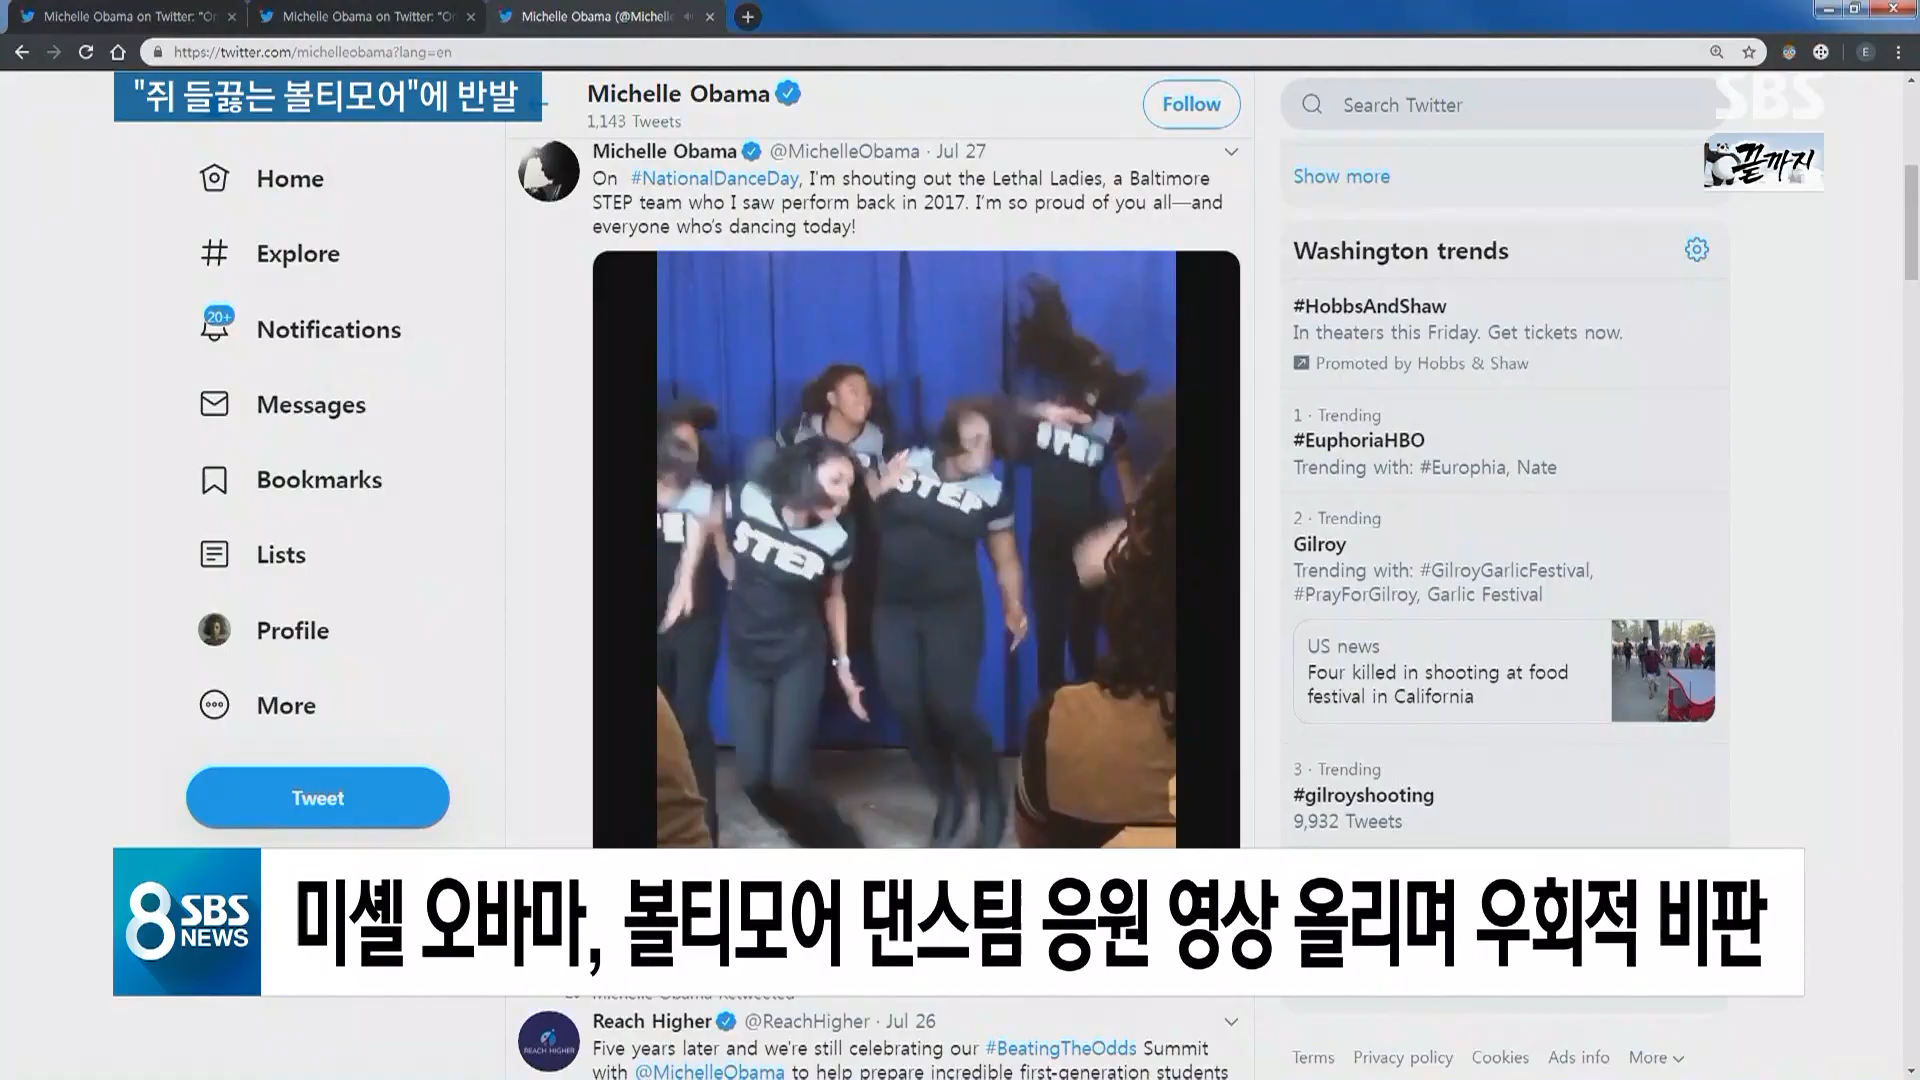 Michelle Obama on Twitter: "O
Michelle Obama on Twitter: "O
Michelle Obama (@Michell
https://twitter.com/michelleobama?lang=en
E
"쥐 들끓는 볼티모어"에 반발
SBS
끝까지
Home
Explore
20+
Notifications
Messages
Bookmarks
Lists
Profile
More
Tweet
Michelle Obama
1,143 Tweets
Follow
Michelle Obama @MichelleObama · Jul 27
On #NationalDanceDay, I'm shouting out the Lethal Ladies, a Baltimore
STEP team who I saw perform back in 2017. I'm so proud of you all—and
everyone who's dancing today!
STEP
STEP
STEP
Search Twitter
Show more
Washington trends
#HobbsAndShaw
In theaters this Friday. Get tickets now.
Promoted by Hobbs & Shaw
1 · Trending
#EuphoriaHBO
Trending with: #Europhia, Nate
2 · Trending
Gilroy
Trending with: #GilroyGarlicFestival,
#PrayForGilroy, Garlic Festival
US news
Four killed in shooting at food
festival in California
3 · Trending
#gilroyshooting
9,932 Tweets
8 SBS NEWS
미셸 오바마, 볼티모어 댄스팀 응원 영상 올리며 우회적 비판
Michelle Obama Retweeted
REACH HIGHER
Reach Higher @ReachHigher · Jul 26
Five years later and we're still celebrating our #BeatingTheOdds Summit
with @MichelleObama to help prepare incredible first-generation students
Terms Privacy policy Cookies Ads info More